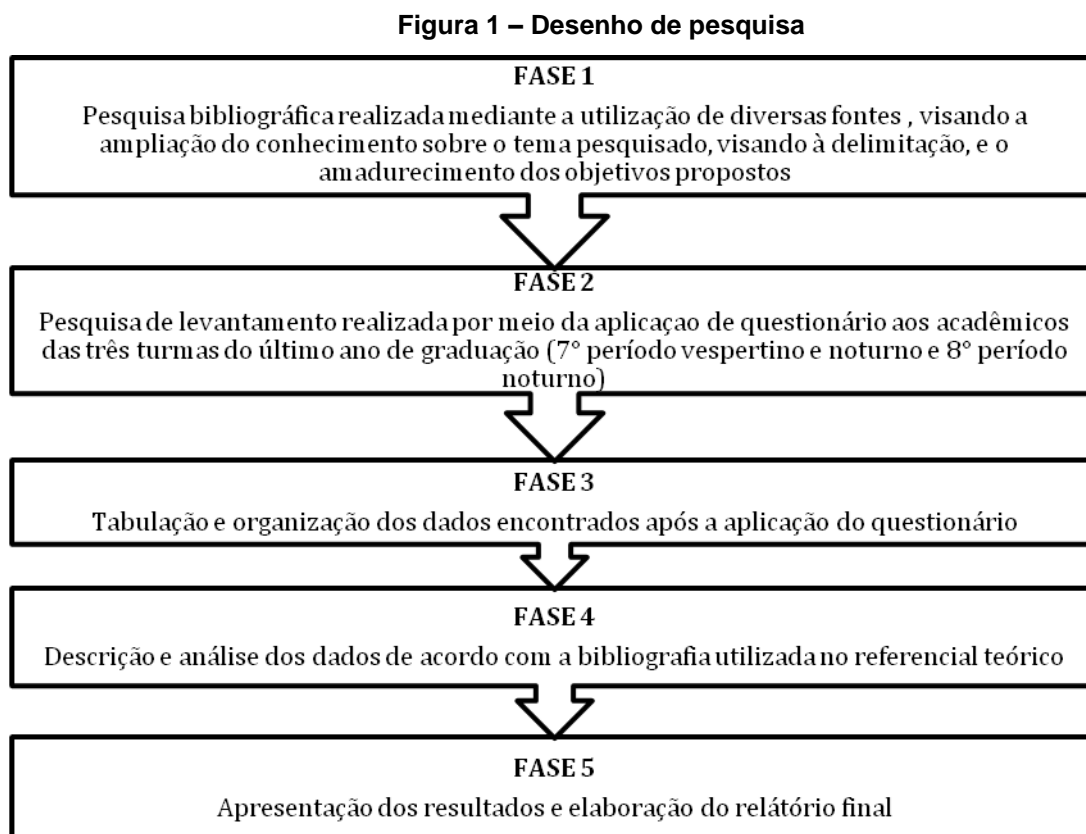 Figura 1 – Desenho de pesquisa
FASE 1
Pesquisa bibliográfica realizada mediante a utilização de diversas fontes , visando a
ampliação do conhecimento sobre o tema pesquisado, visando à delimitação, e o
amadurecimento dos objetivos propostos
FASE 2
Pesquisa de levantamento realizada por meio da aplicaçao de questionário aos acadêmicos
das três turmas do último ano de graduação (7° período vespertino e noturno e 8° período
noturno)
FASE 3
Tabulação e organização dos dados encontrados após a aplicação do questionário
FASE 4
Descrição e análise dos dados de acordo com a bibliografia utilizada no referencial teórico
FASE 5
Apresentação dos resultados e elaboração do relátório final